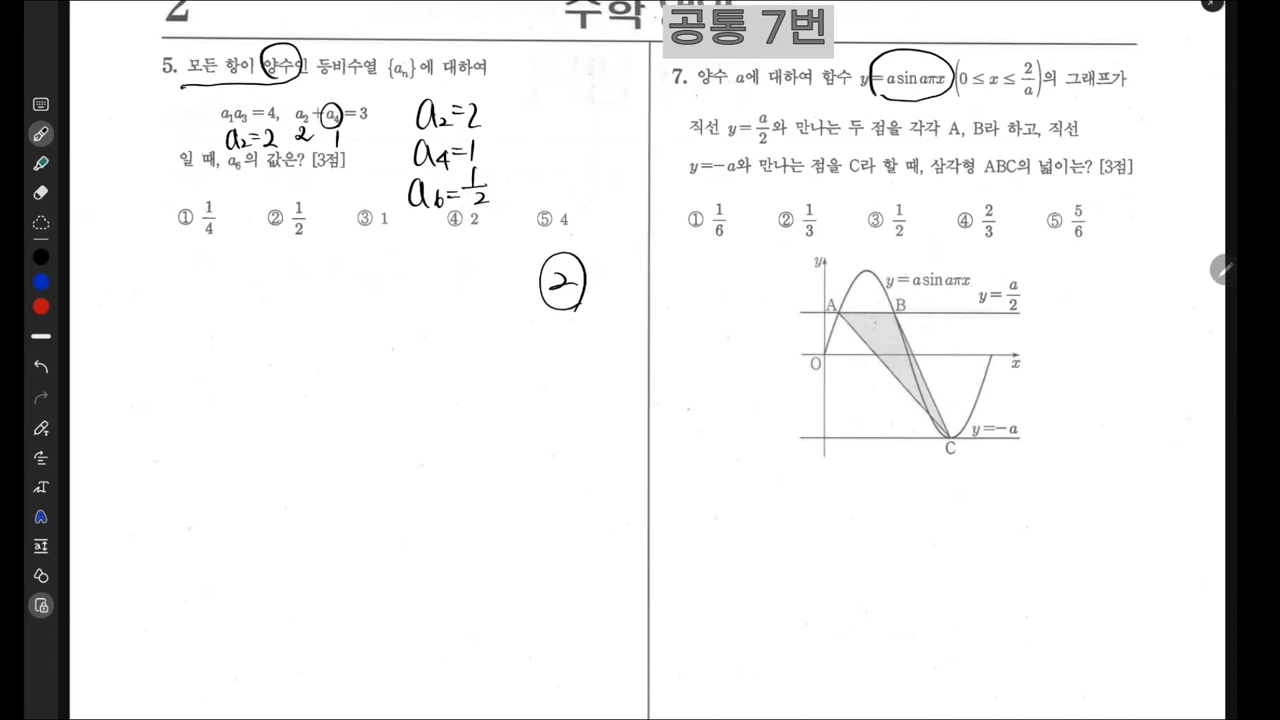 2
공통 7번
5. 모든 항이 양수인 등비수열 {aₙ}에 대하여
a₁a₃=4, a₂+a₄=3
a₂=2 2 1
일 때, a₆의 값은? [3점]
① 1/4 ② 1/2 ③ 1 ④ 2 ⑤ 4
a₂=2
a₄=1
a₆=1/2
2
7. 양수 a에 대하여 함수 y=a sin aπx (0≤x≤2/a)의 그래프가
직선 y=a/2와 만나는 두 점을 각각 A, B라 하고, 직선
y=-a와 만나는 점을 C라 할 때, 삼각형 ABC의 넓이는? [3점]
① 1/6 ② 1/3 ③ 1/2 ④ 2/3 ⑤ 5/6
y
y=a sin aπx
y=a/2
A B
O x
y=-a
C